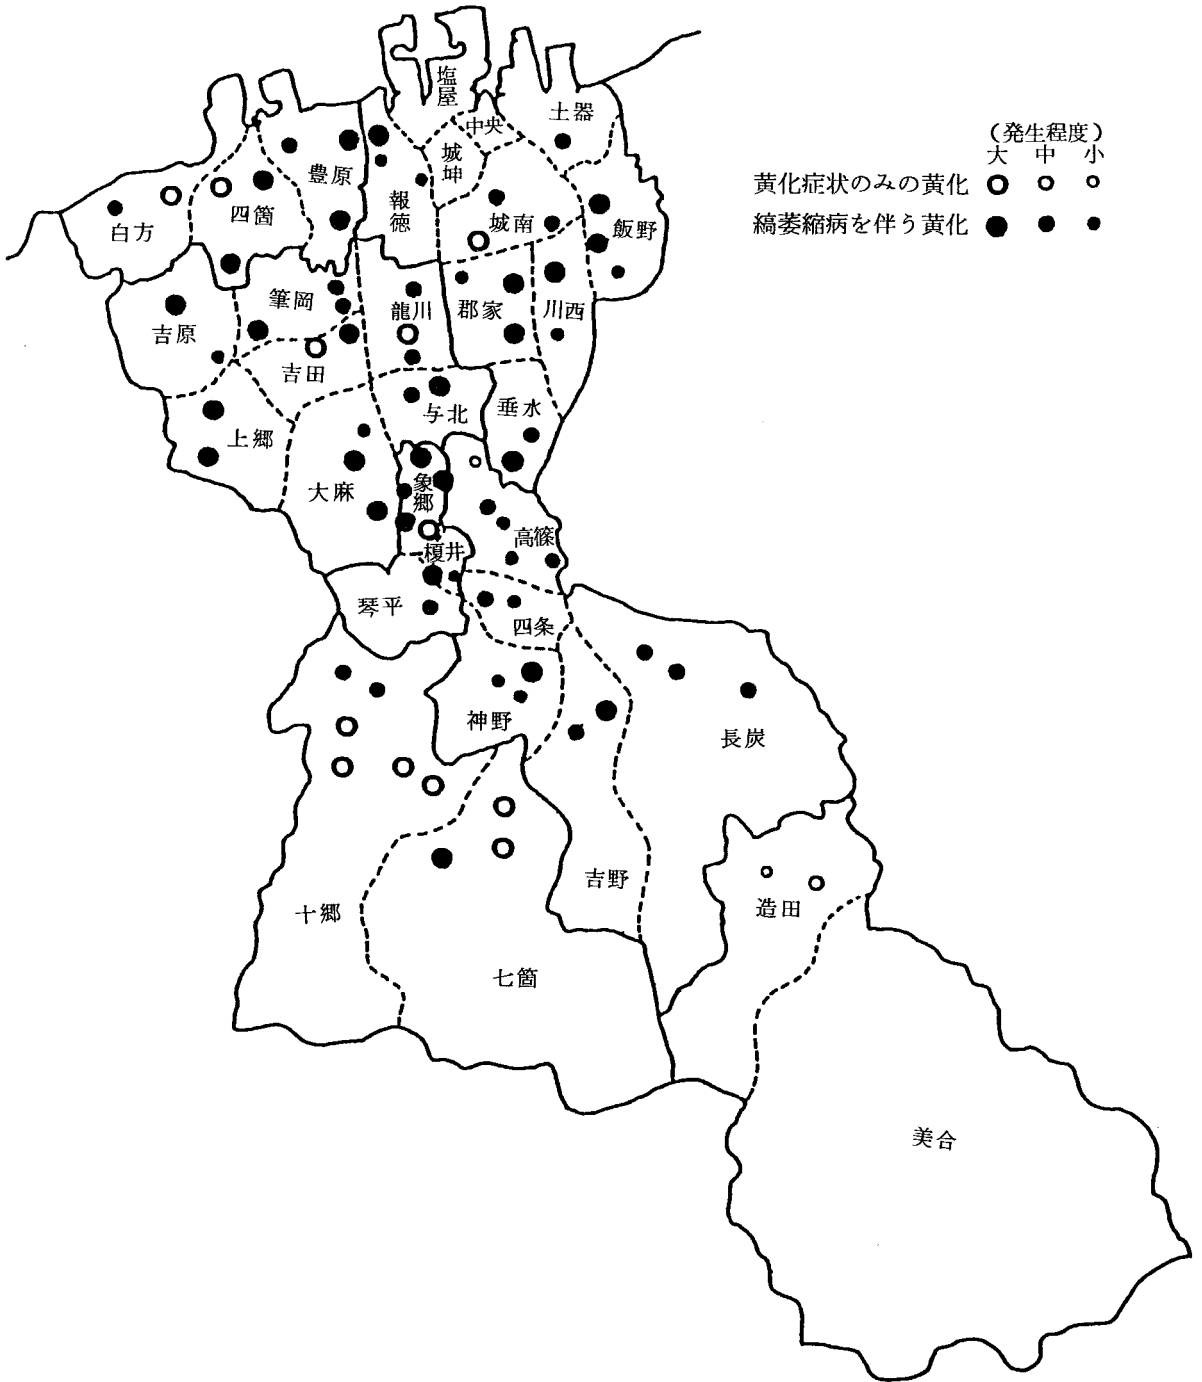 （発生程度）
大 中 小
黄化症状のみの黄化
縞萎縮病を伴う黄化
塩屋
土器
中央
城坤
豊原
報徳
城南
飯野
四箇
白方
筆岡
龍川
郡家
川西
吉原
吉田
与北
垂水
上郷
大麻
象郷
高篠
榎井
琴平
四条
神野
長炭
吉野
造田
十郷
七箇
美合